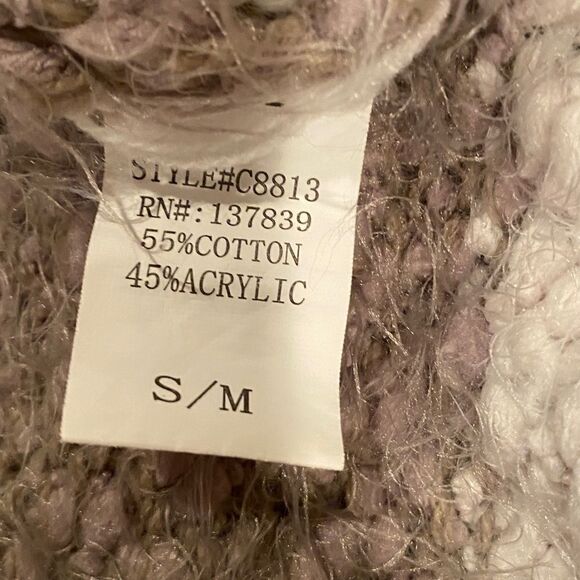 STYLE#C8813
RN#:137839
55%COTTON
45%ACRYLIC
S/M